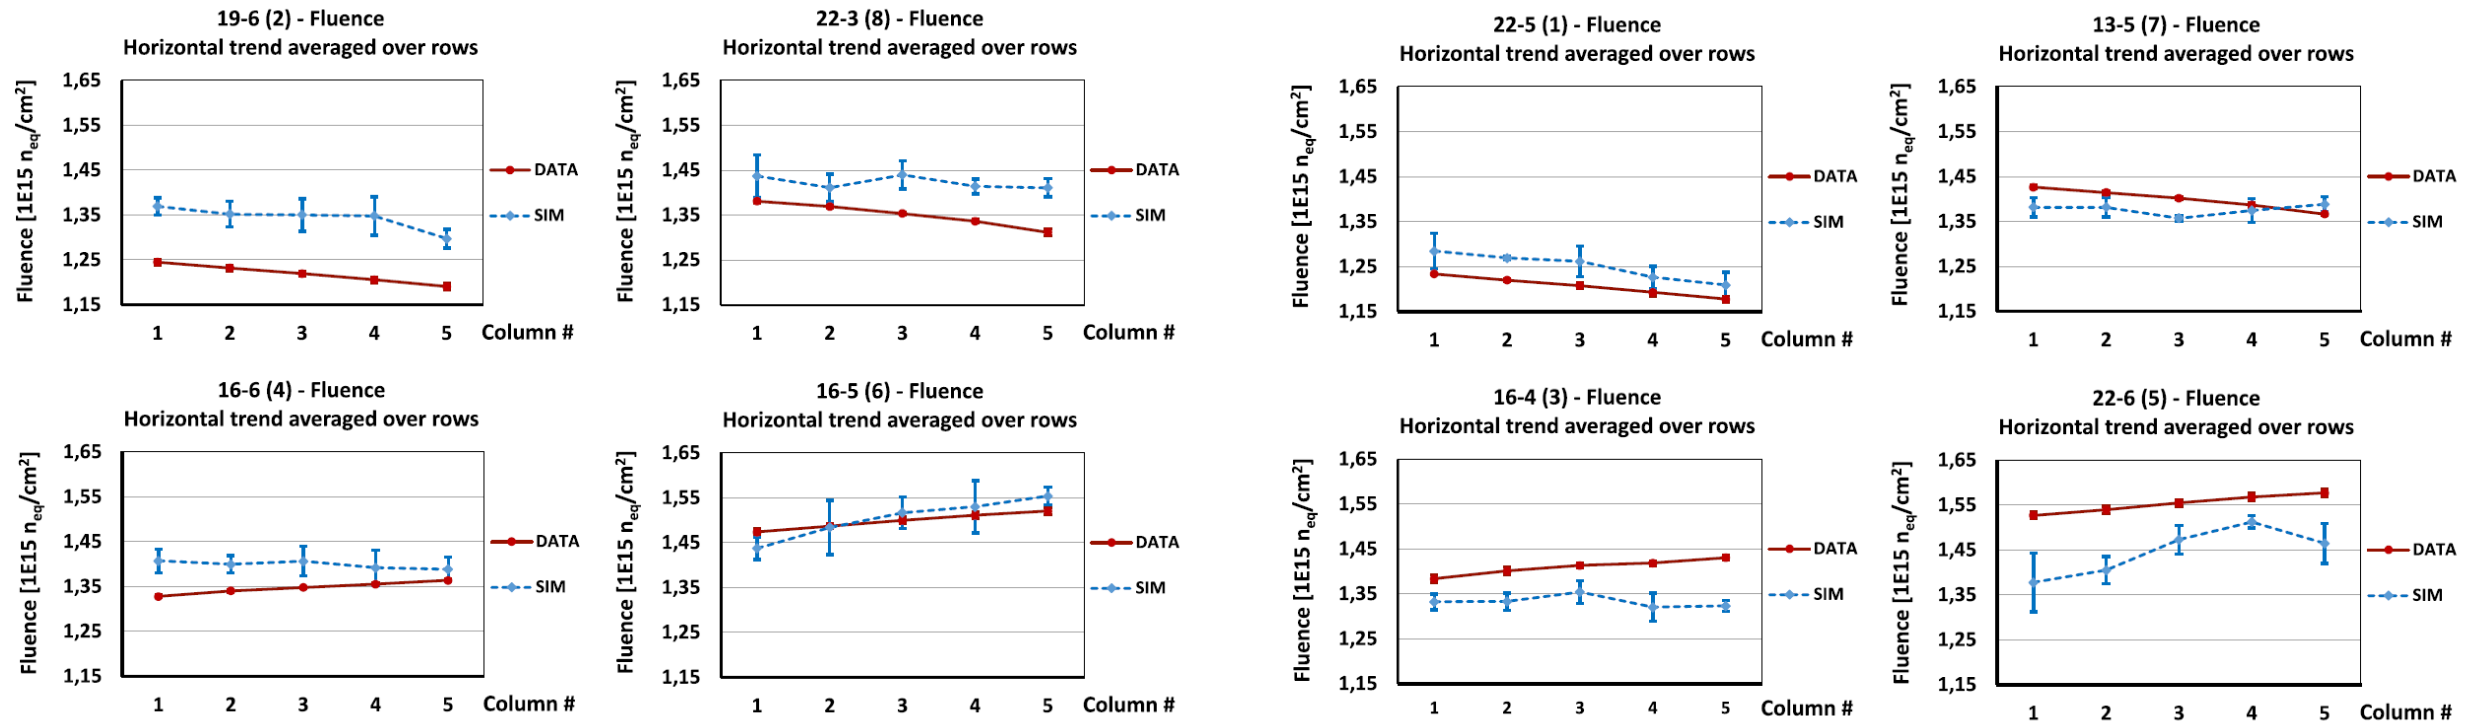 19-6 (2) - Fluence
Horizontal trend averaged over rows
Fluence [1E15 neq/cm²]
1,65
1,55
1,45
1,35
1,25
1,15
1 2 3 4 5 Column #
DATA
SIM
22-3 (8) - Fluence
Horizontal trend averaged over rows
Fluence [1E15 neq/cm²]
1,65
1,55
1,45
1,35
1,25
1,15
1 2 3 4 5 Column #
DATA
SIM
22-5 (1) - Fluence
Horizontal trend averaged over rows
Fluence [1E15 neq/cm²]
1,65
1,55
1,45
1,35
1,25
1,15
1 2 3 4 5 Column #
DATA
SIM
13-5 (7) - Fluence
Horizontal trend averaged over rows
Fluence [1E15 neq/cm²]
1,65
1,55
1,45
1,35
1,25
1,15
1 2 3 4 5 Column #
DATA
SIM
16-6 (4) - Fluence
Horizontal trend averaged over rows
Fluence [1E15 neq/cm²]
1,65
1,55
1,45
1,35
1,25
1,15
1 2 3 4 5 Column #
DATA
SIM
16-5 (6) - Fluence
Horizontal trend averaged over rows
Fluence [1E15 neq/cm²]
1,65
1,55
1,45
1,35
1,25
1,15
1 2 3 4 5 Column #
DATA
SIM
16-4 (3) - Fluence
Horizontal trend averaged over rows
Fluence [1E15 neq/cm²]
1,65
1,55
1,45
1,35
1,25
1,15
1 2 3 4 5 Column #
DATA
SIM
22-6 (5) - Fluence
Horizontal trend averaged over rows
Fluence [1E15 neq/cm²]
1,65
1,55
1,45
1,35
1,25
1,15
1 2 3 4 5 Column #
DATA
SIM